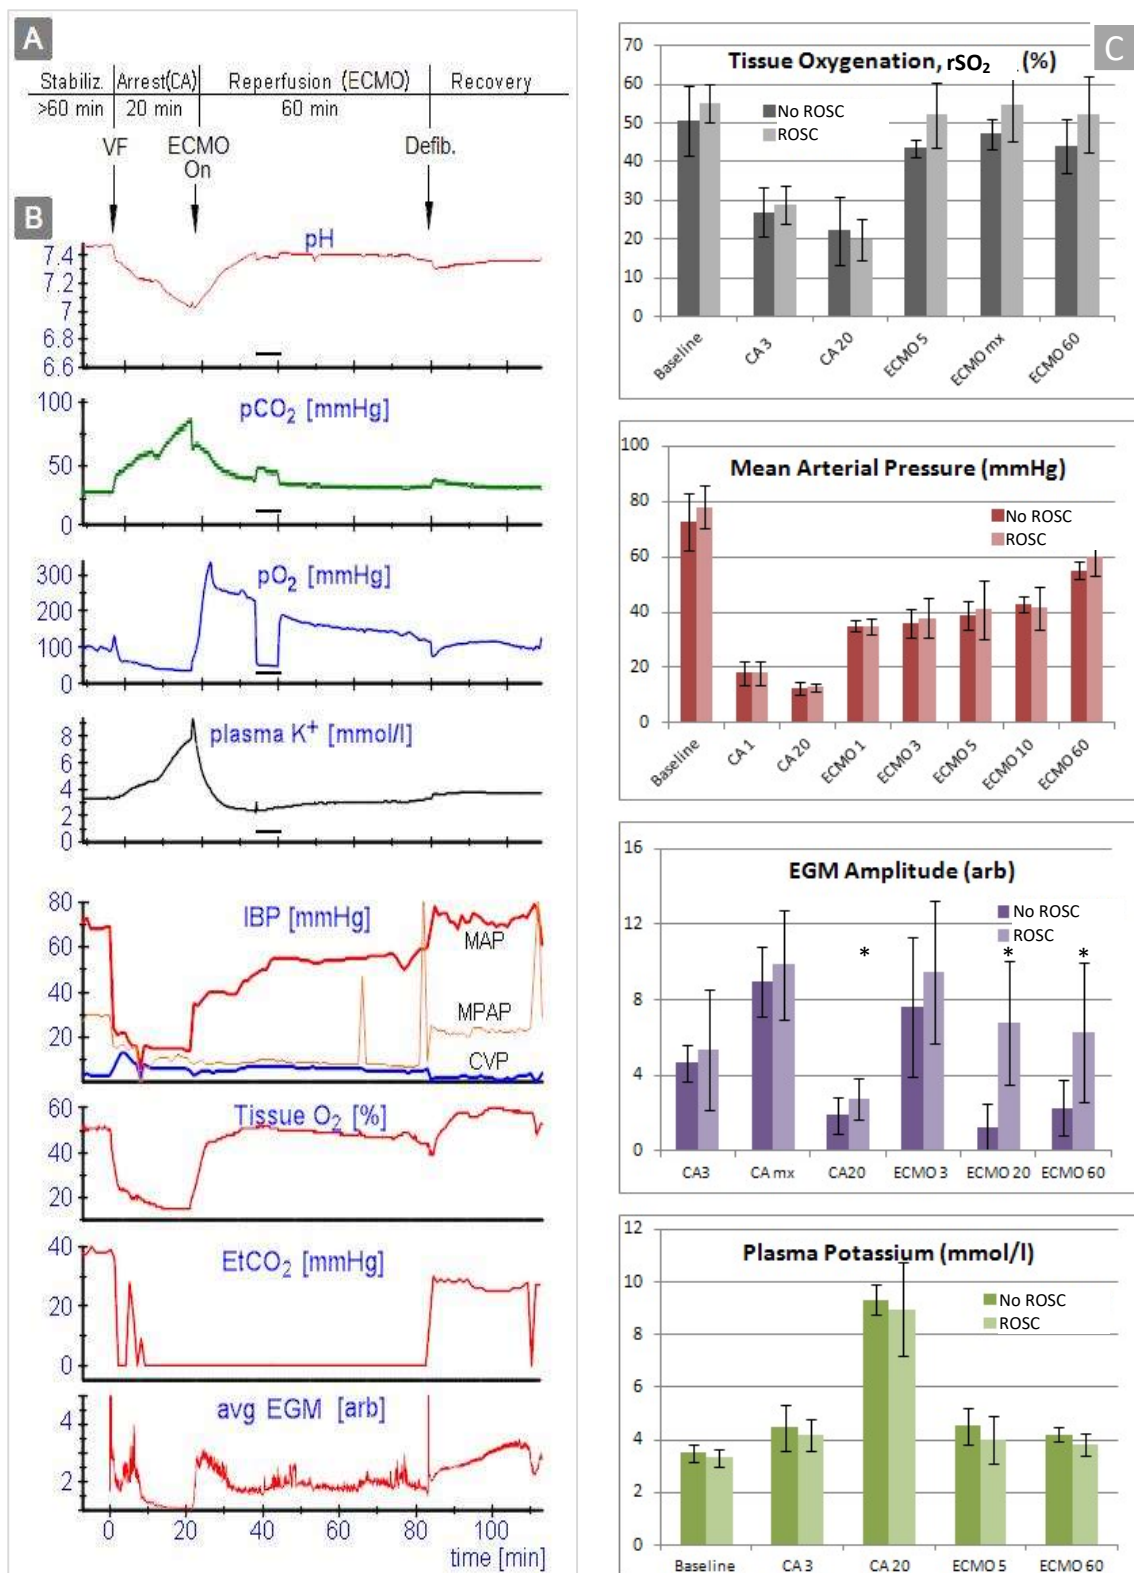 A
Stabiliz. Arrest(CA) Reperfusion (ECMO) Recovery
>60 min 20 min 60 min
VF ECMO On Defib.
B
pH
7.4
7.2
7
6.8
6.6
pCO₂ [mmHg]
100
50
0
pO₂ [mmHg]
300
200
100
0
plasma K⁺ [mmol/l]
8
6
4
2
0
IBP [mmHg]
80
60
40
20
MAP
MPAP
CVP
Tissue O₂ [%]
60
40
20
EtCO₂ [mmHg]
40
20
0
avg EGM [arb]
4
2
0 20 40 60 80 100
time [min]
C
Tissue Oxygenation, rSO₂ (%)
No ROSC
ROSC
70
60
50
40
30
20
10
0
Baseline CA 3 CA 20 ECMO 5 ECMO mx ECMO 60
Mean Arterial Pressure (mmHg)
No ROSC
ROSC
100
80
60
40
20
0
Baseline CA 1 CA 20 ECMO 1 ECMO 3 ECMO 5 ECMO 10 ECMO 60
EGM Amplitude (arb)
No ROSC
ROSC
* * *
16
12
8
4
0
CA3 CA mx CA20 ECMO 3 ECMO 20 ECMO 60
Plasma Potassium (mmol/l)
No ROSC
ROSC
12
10
8
6
4
2
0
Baseline CA 3 CA 20 ECMO 5 ECMO 60